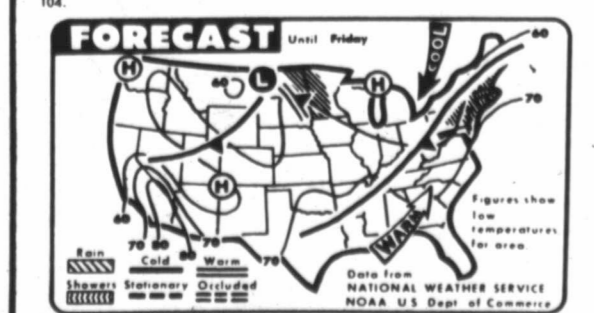 104.
FORECAST Until Friday
COOL
60
H
60
L
H
70
H
60
70
80
80
70
70
WARM
Figures show
low
temperatures
for area.
Rain Cold Warm
Showers Stationary Occluded
Data from
NATIONAL WEATHER SERVICE
NOAA US Dept of Commerce